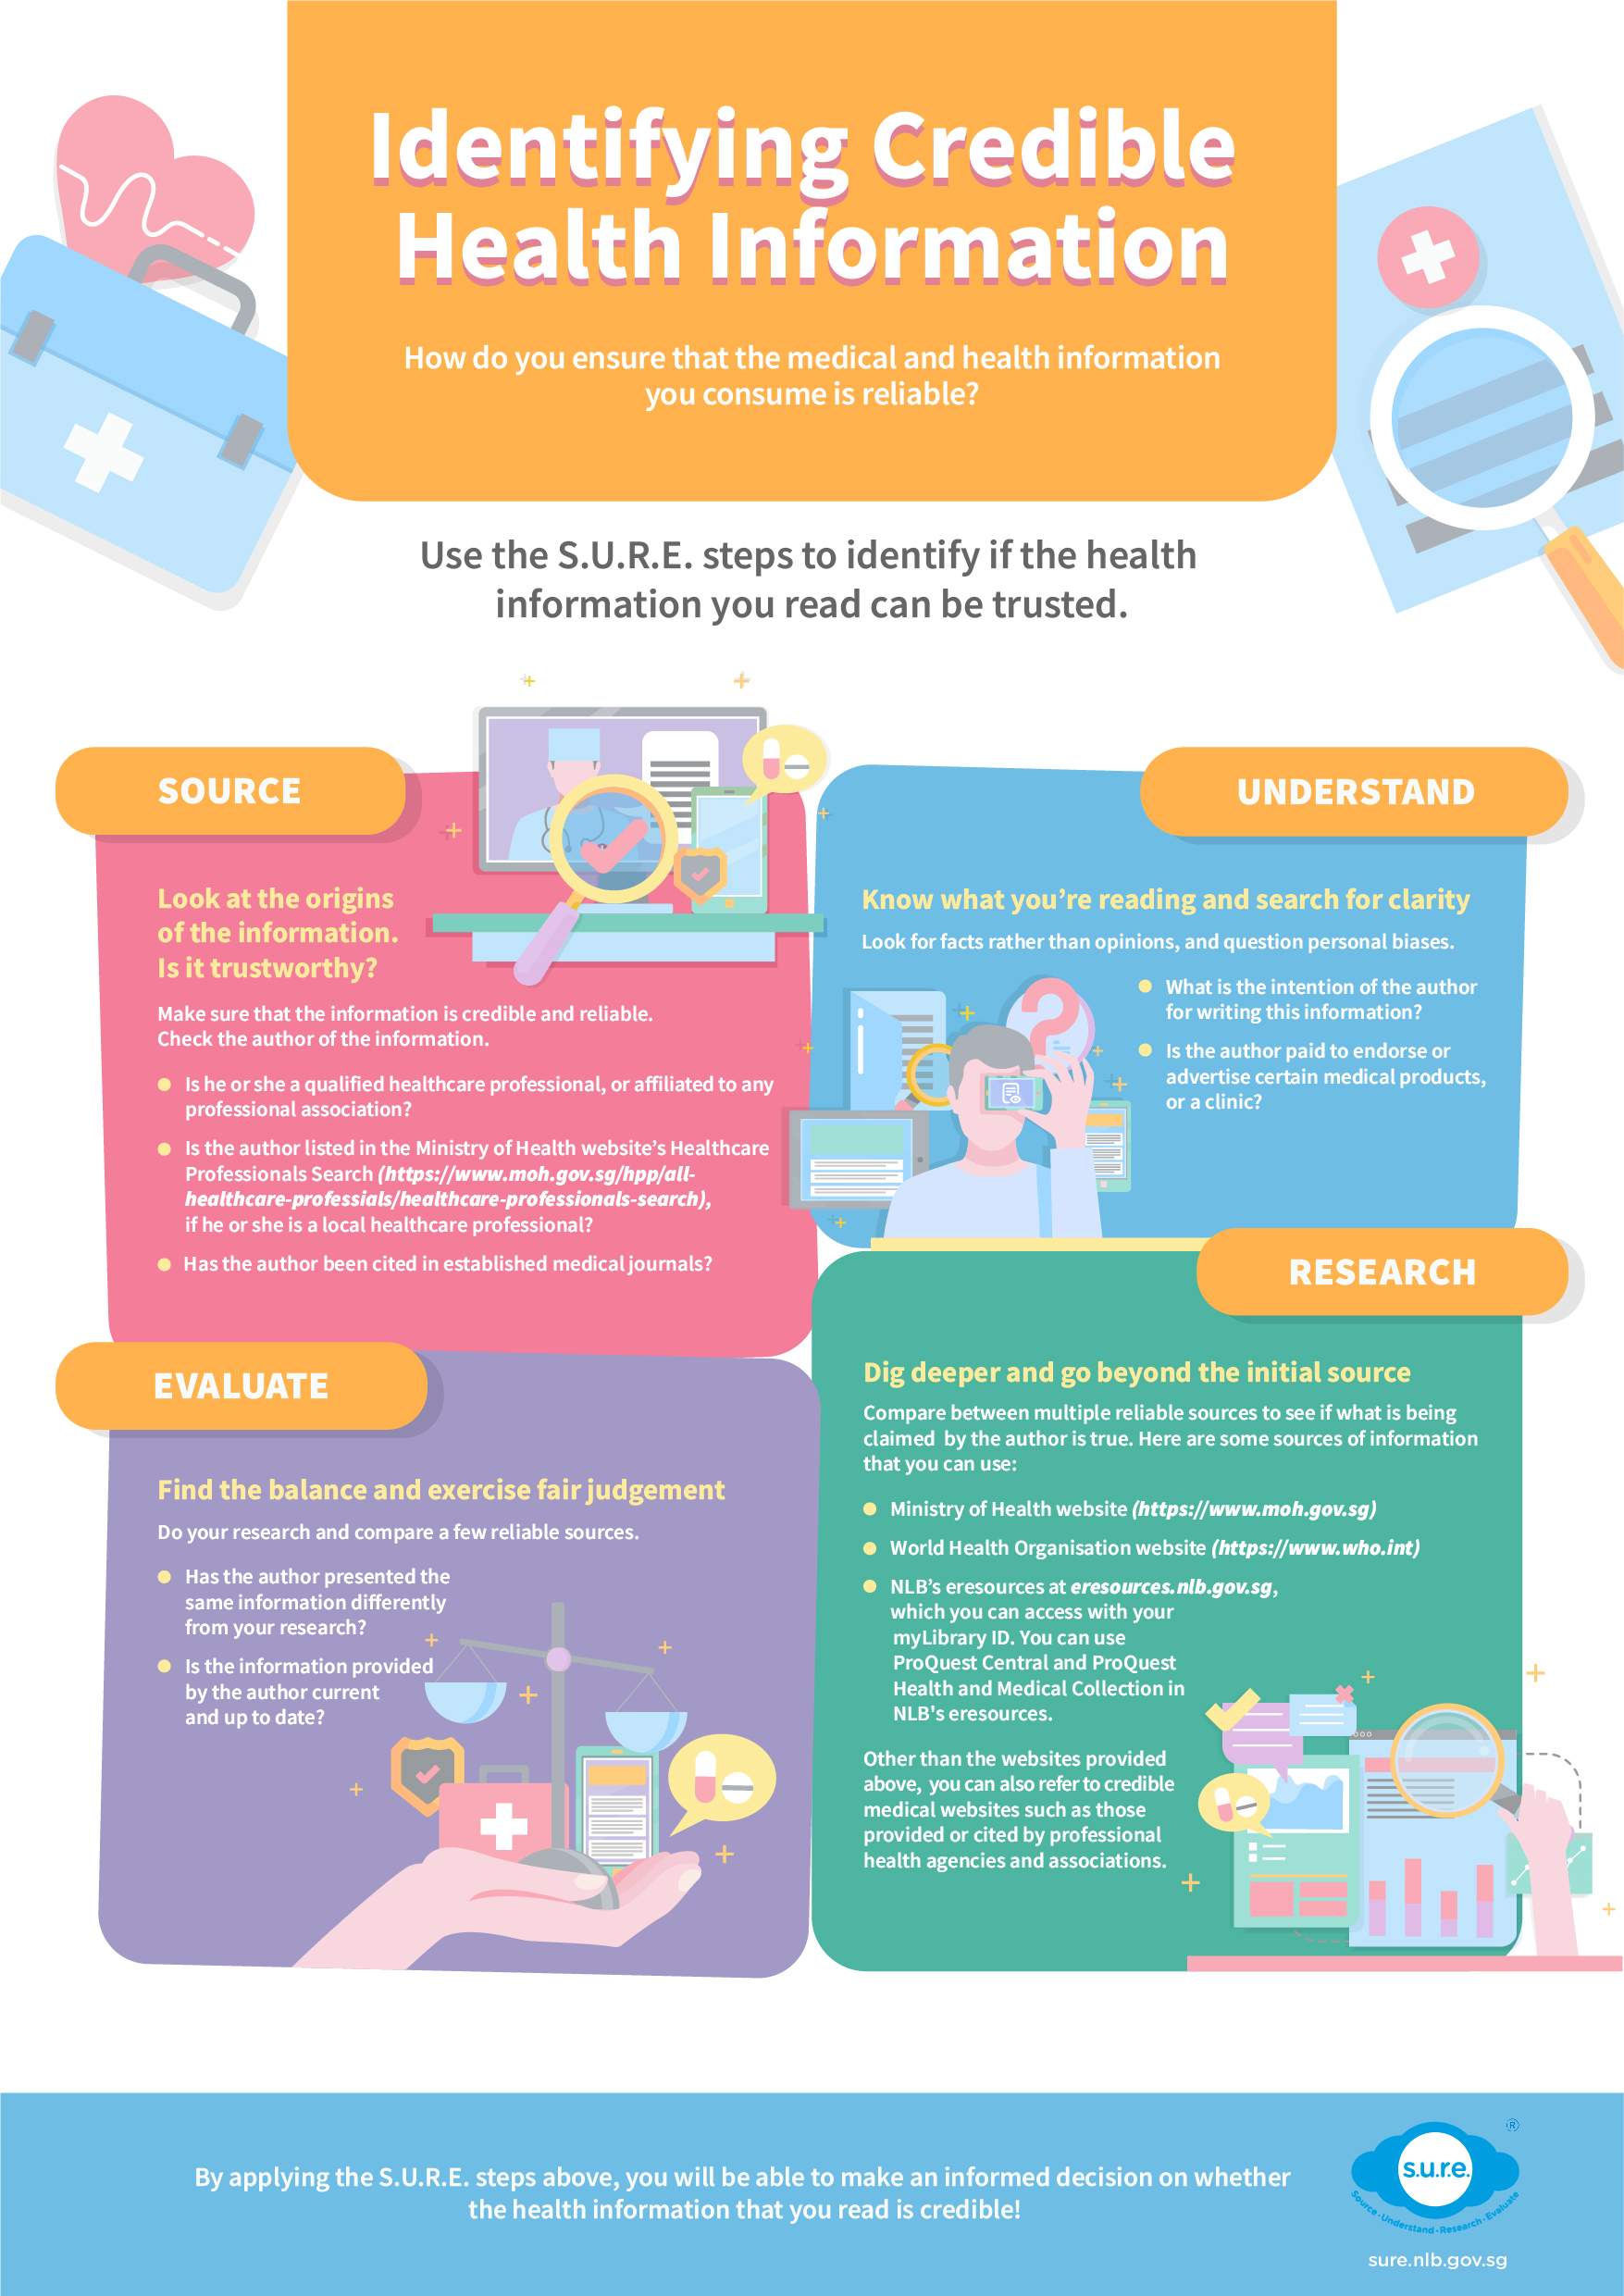 Identifying Credible
Health Information
How do you ensure that the medical and health information
you consume is reliable?
Use the S.U.R.E. steps to identify if the health
information you read can be trusted.
SOURCE
Look at the origins
of the information.
Is it trustworthy?
Make sure that the information is credible and reliable.
Check the author of the information.
Is he or she a qualified healthcare professional, or affiliated to any
professional association?
Is the author listed in the Ministry of Health website's Healthcare
Professionals Search (https://www.moh.gov.sg/hpp/all-
healthcare-professials/healthcare-professionals-search),
if he or she is a local healthcare professional?
Has the author been cited in established medical journals?
UNDERSTAND
Know what you're reading and search for clarity
Look for facts rather than opinions, and question personal biases.
What is the intention of the author
for writing this information?
Is the author paid to endorse or
advertise certain medical products,
or a clinic?
RESEARCH
Dig deeper and go beyond the initial source
Compare between multiple reliable sources to see if what is being
claimed by the author is true. Here are some sources of information
that you can use:
Ministry of Health website (https://www.moh.gov.sg)
World Health Organisation website (https://www.who.int)
NLB's eresources at eresources.nlb.gov.sg,
which you can access with your
myLibrary ID. You can use
ProQuest Central and ProQuest
Health and Medical Collection in
NLB's eresources.
Other than the websites provided
above, you can also refer to credible
medical websites such as those
provided or cited by professional
health agencies and associations.
EVALUATE
Find the balance and exercise fair judgement
Do your research and compare a few reliable sources.
Has the author presented the
same information differently
from your research?
Is the information provided
by the author current
and up to date?
By applying the S.U.R.E. steps above, you will be able to make an informed decision on whether
the health information that you read is credible!
®
s.u.r.e.
Source · Understand · Research · Evaluate
sure.nlb.gov.sg